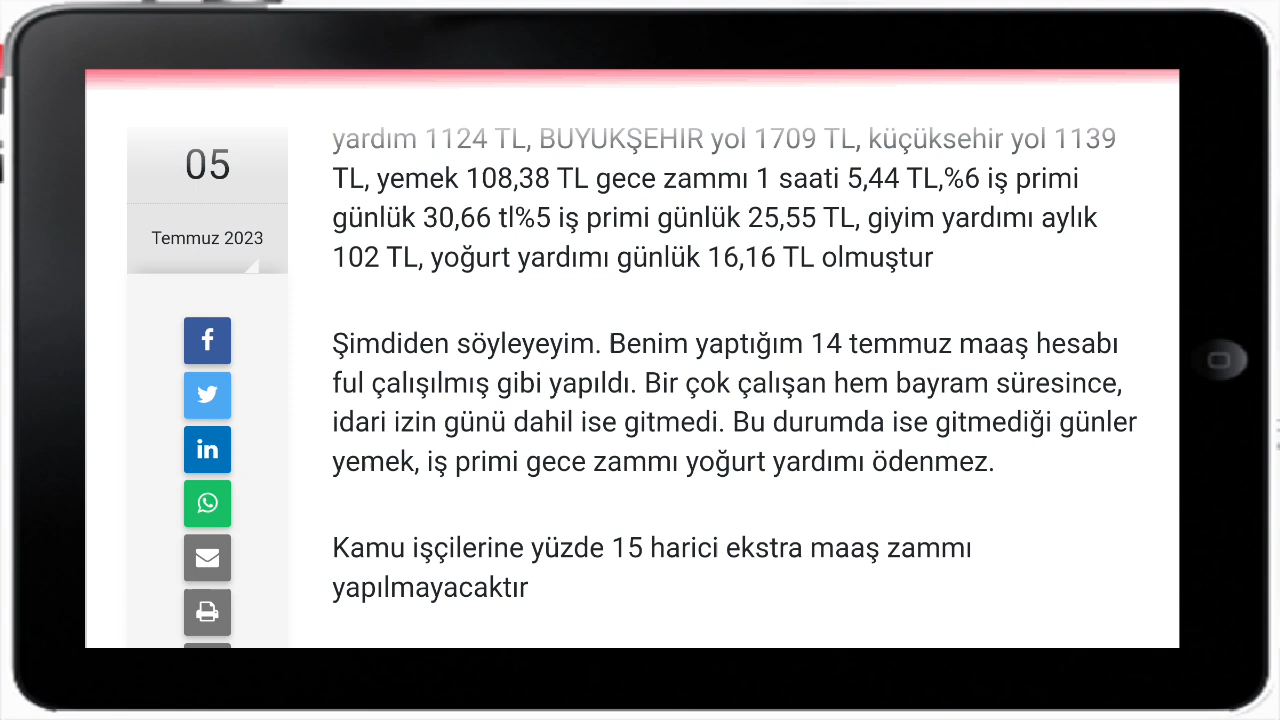 05
Temmuz 2023
yardım 1124 TL, BUYUKŞEHIR yol 1709 TL, küçüksehir yol 1139
TL, yemek 108,38 TL gece zammı 1 saati 5,44 TL,%6 iş primi
günlük 30,66 tl%5 iş primi günlük 25,55 TL, giyim yardımı aylık
102 TL, yoğurt yardımı günlük 16,16 TL olmuştur
Şimdiden söyleyeyim. Benim yaptığım 14 temmuz maaş hesabı
ful çalışılmış gibi yapıldı. Bir çok çalışan hem bayram süresince,
idari izin günü dahil ise gitmedi. Bu durumda ise gitmediği günler
yemek, iş primi gece zammı yoğurt yardımı ödenmez.
Kamu işçilerine yüzde 15 harici ekstra maaş zammı
yapılmayacaktır